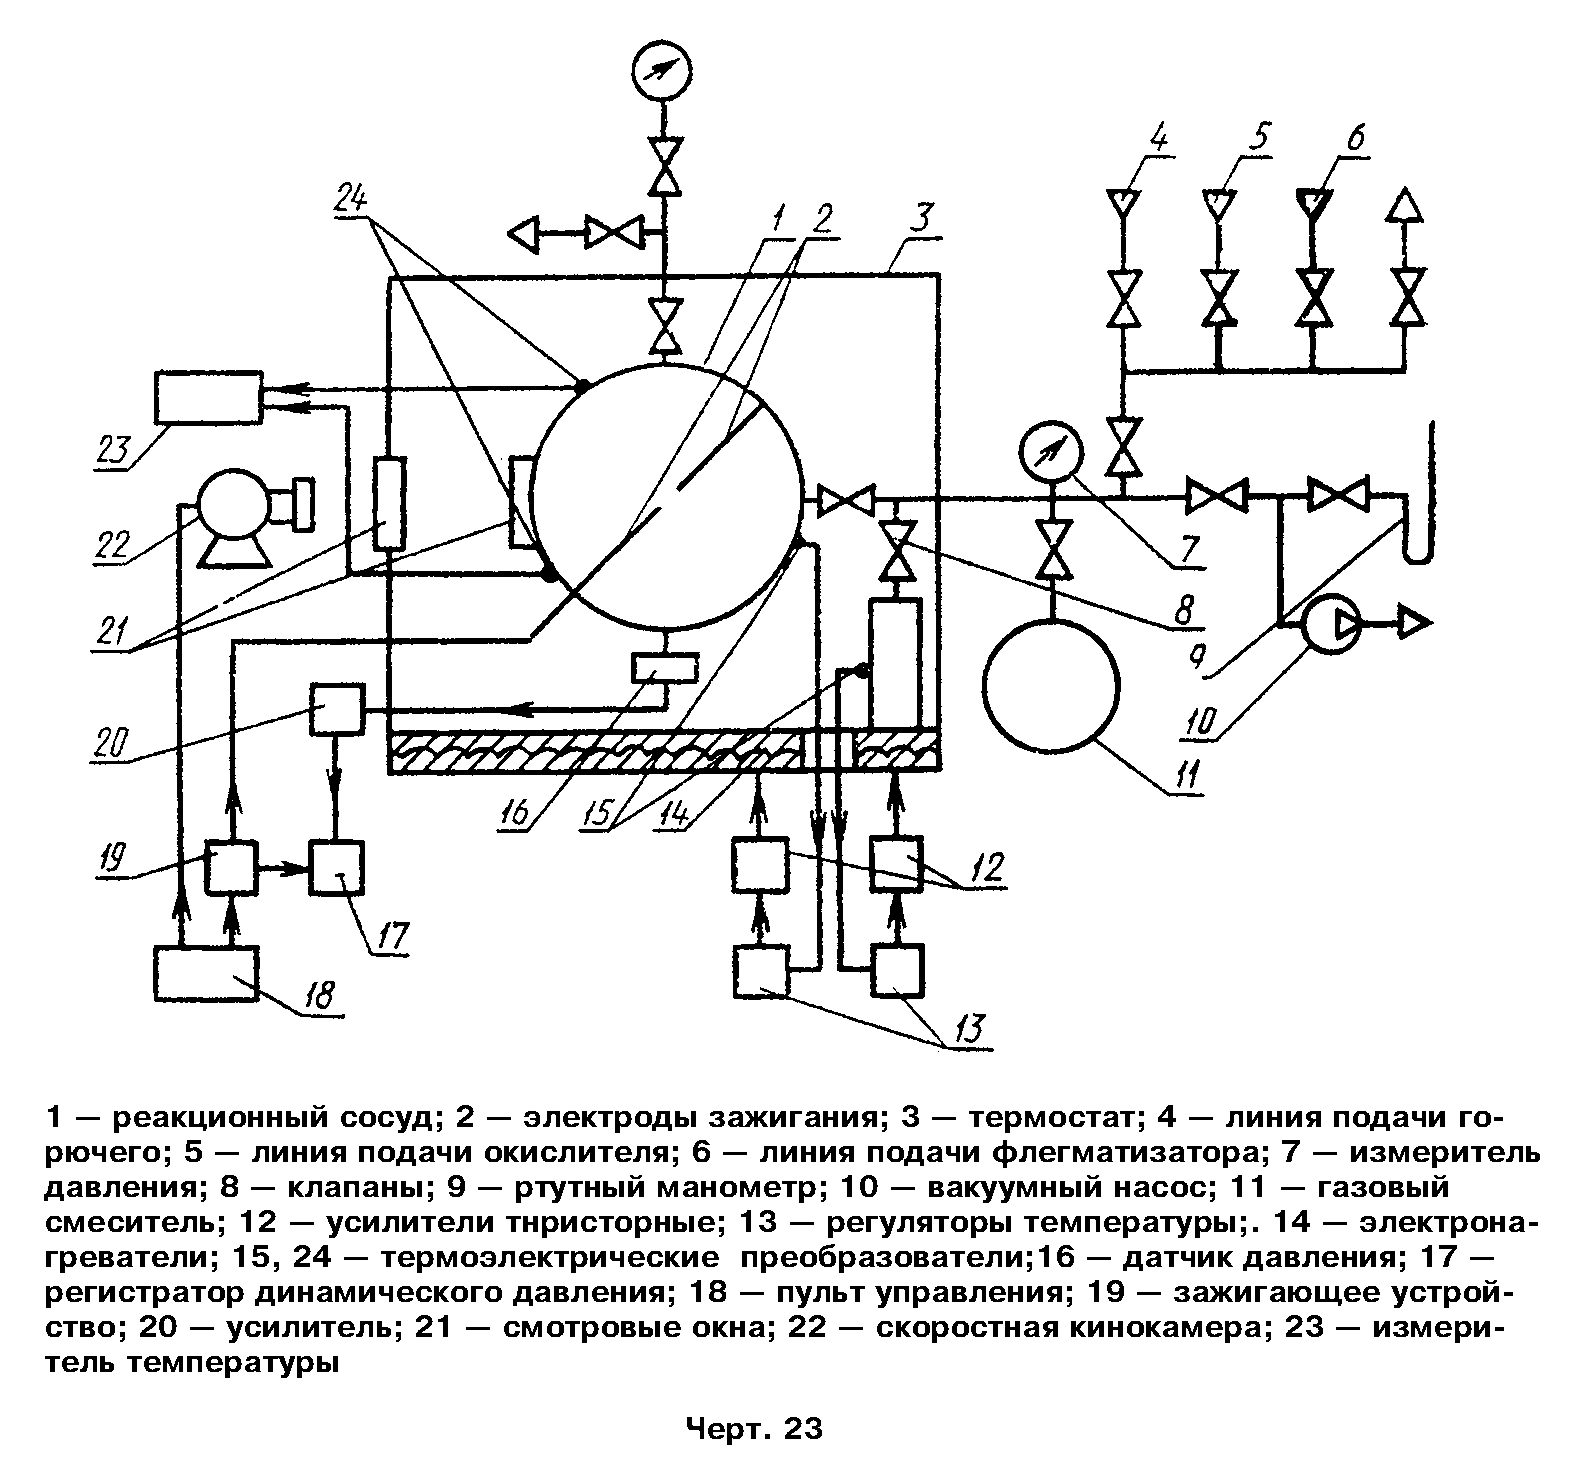 4 5 6
24 1 2 3
23
22 7
21 8 9
20 10
16 15 14 11
19 12
17
18 13
1 — реакционный сосуд; 2 — электроды зажигания; 3 — термостат; 4 — линия подачи го-
рючего; 5 — линия подачи окислителя; 6 — линия подачи флегматизатора; 7 — измеритель
давления; 8 — клапаны; 9 — ртутный манометр; 10 — вакуумный насос; 11 — газовый
смеситель; 12 — усилители тнристорные; 13 — регуляторы температуры;. 14 — электрона-
греватели; 15, 24 — термоэлектрические преобразователи;16 — датчик давления; 17 —
регистратор динамического давления; 18 — пульт управления; 19 — зажигающее устрой-
ство; 20 — усилитель; 21 — смотровые окна; 22 — скоростная кинокамера; 23 — измери-
тель температуры
Черт. 23